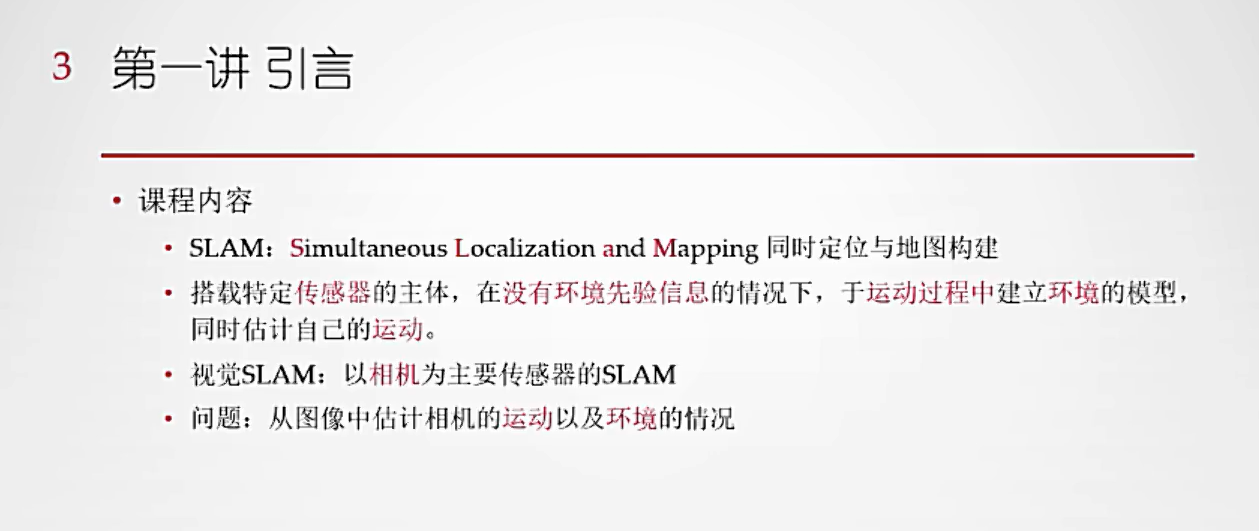 3 第一讲 引言
• 课程内容
• SLAM：Simultaneous Localization and Mapping 同时定位与地图构建
• 搭载特定传感器的主体，在没有环境先验信息的情况下，于运动过程中建立环境的模型，
同时估计自己的运动。
• 视觉SLAM：以相机为主要传感器的SLAM
• 问题：从图像中估计相机的运动以及环境的情况